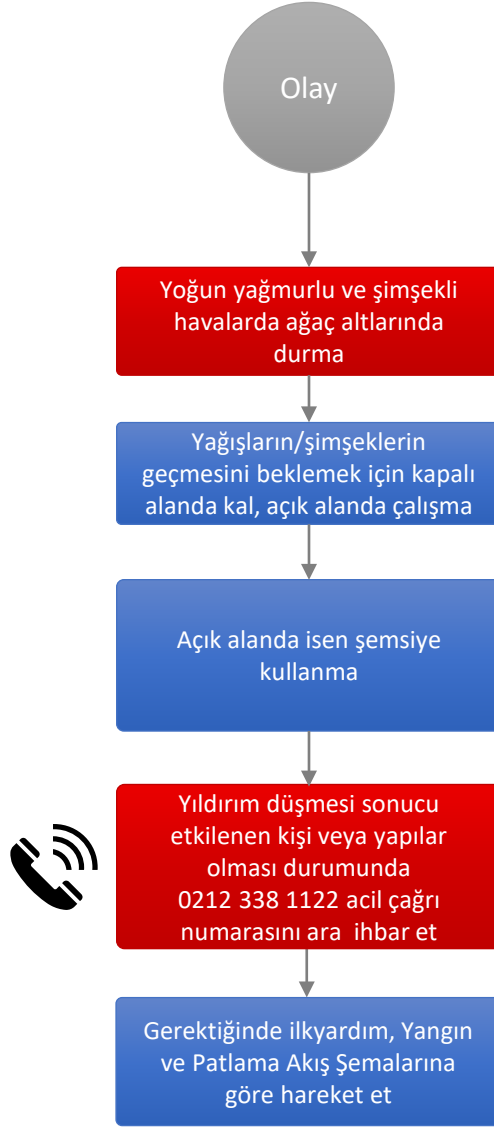 Olay
Yoğun yağmurlu ve şimşekli
havalarda ağaç altlarında
durma
Yağışların/şimşeklerin
geçmesini beklemek için kapalı
alanda kal, açık alanda çalışma
Açık alanda isen şemsiye
kullanma
Yıldırım düşmesi sonucu
etkilenen kişi veya yapılar
olması durumunda
0212 338 1122 acil çağrı
numarasını ara  ihbar et
Gerektiğinde ilkyardım, Yangın
ve Patlama Akış Şemalarına
göre hareket et